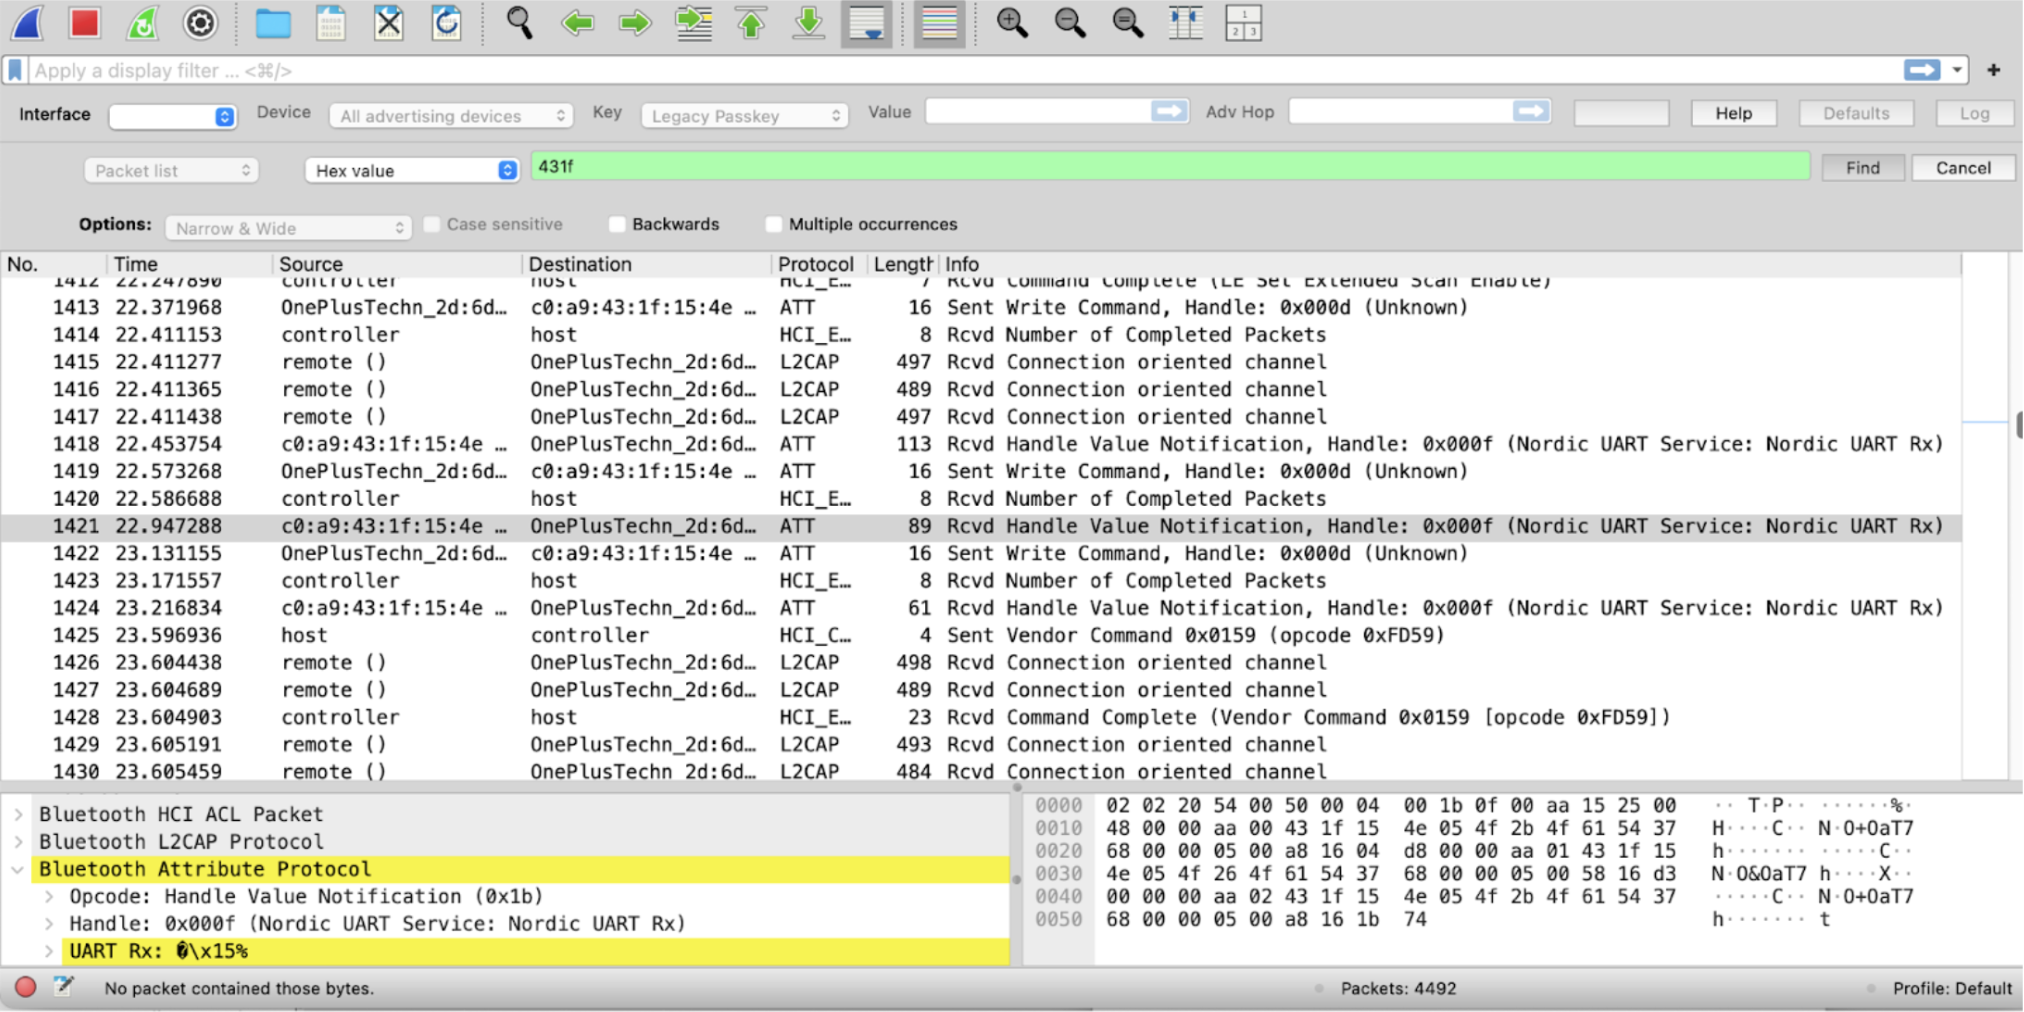 Apply a display filter ... <⌘/>
Interface Device All advertising devices Key Legacy Passkey Value Adv Hop Help Defaults Log
Packet list Hex value 431f Find Cancel
Options: Narrow & Wide Case sensitive Backwards Multiple occurrences
No. Time Source Destination Protocol Length Info
1412 22.247890 controller host HCI_E… 7 Rcvd Command Complete (LE Set Extended Scan Enable)
1413 22.371968 OnePlusTechn_2d:6d… c0:a9:43:1f:15:4e … ATT 16 Sent Write Command, Handle: 0x000d (Unknown)
1414 22.411153 controller host HCI_E… 8 Rcvd Number of Completed Packets
1415 22.411277 remote () OnePlusTechn_2d:6d… L2CAP 497 Rcvd Connection oriented channel
1416 22.411365 remote () OnePlusTechn_2d:6d… L2CAP 489 Rcvd Connection oriented channel
1417 22.411438 remote () OnePlusTechn_2d:6d… L2CAP 497 Rcvd Connection oriented channel
1418 22.453754 c0:a9:43:1f:15:4e … OnePlusTechn_2d:6d… ATT 113 Rcvd Handle Value Notification, Handle: 0x000f (Nordic UART Service: Nordic UART Rx)
1419 22.573268 OnePlusTechn_2d:6d… c0:a9:43:1f:15:4e … ATT 16 Sent Write Command, Handle: 0x000d (Unknown)
1420 22.586688 controller host HCI_E… 8 Rcvd Number of Completed Packets
1421 22.947288 c0:a9:43:1f:15:4e … OnePlusTechn_2d:6d… ATT 89 Rcvd Handle Value Notification, Handle: 0x000f (Nordic UART Service: Nordic UART Rx)
1422 23.131155 OnePlusTechn_2d:6d… c0:a9:43:1f:15:4e … ATT 16 Sent Write Command, Handle: 0x000d (Unknown)
1423 23.171557 controller host HCI_E… 8 Rcvd Number of Completed Packets
1424 23.216834 c0:a9:43:1f:15:4e … OnePlusTechn_2d:6d… ATT 61 Rcvd Handle Value Notification, Handle: 0x000f (Nordic UART Service: Nordic UART Rx)
1425 23.596936 host controller HCI_C… 4 Sent Vendor Command 0x0159 (opcode 0xFD59)
1426 23.604438 remote () OnePlusTechn_2d:6d… L2CAP 498 Rcvd Connection oriented channel
1427 23.604689 remote () OnePlusTechn_2d:6d… L2CAP 489 Rcvd Connection oriented channel
1428 23.604903 controller host HCI_E… 23 Rcvd Command Complete (Vendor Command 0x0159 [opcode 0xFD59])
1429 23.605191 remote () OnePlusTechn_2d:6d… L2CAP 493 Rcvd Connection oriented channel
1430 23.605459 remote () OnePlusTechn_2d:6d… L2CAP 484 Rcvd Connection oriented channel
Bluetooth HCI ACL Packet
Bluetooth L2CAP Protocol
Bluetooth Attribute Protocol
Opcode: Handle Value Notification (0x1b)
Handle: 0x000f (Nordic UART Service: Nordic UART Rx)
UART Rx: �\x15%
0000 02 02 20 54 00 50 00 04 00 1b 0f 00 aa 15 25 00 ·· T·P·· ······%·
0010 48 00 00 aa 00 43 1f 15 4e 05 4f 2b 4f 61 54 37 H····C·· N·O+OaT7
0020 68 00 00 05 00 a8 16 04 d8 00 00 aa 01 43 1f 15 h······· ·····C··
0030 4e 05 4f 26 4f 61 54 37 68 00 00 05 00 58 16 d3 N·O&OaT7 h····X··
0040 00 00 00 aa 02 43 1f 15 4e 05 4f 2b 4f 61 54 37 ·····C·· N·O+OaT7
0050 68 00 00 05 00 a8 16 1b 74 h······· t
No packet contained those bytes. Packets: 4492 Profile: Default